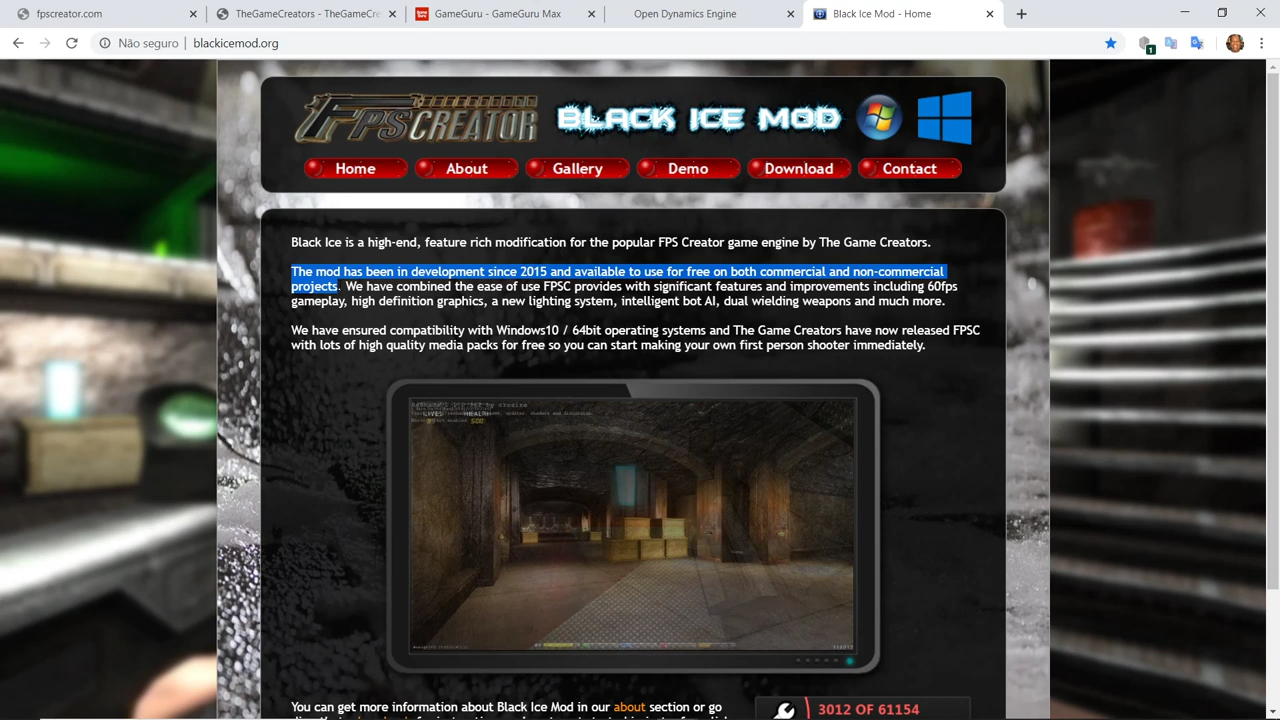 fpscreator.com
TheGameCreators - TheGameCre
GameGuru - GameGuru Max
Open Dynamics Engine
Black Ice Mod - Home
Não seguro
blackicemod.org
1
FPSCREATOR
BLACK ICE MOD
Home
About
Gallery
Demo
Download
Contact
Black Ice is a high-end, feature rich modification for the popular FPS Creator game engine by The Game Creators.
The mod has been in development since 2015 and available to use for free on both commercial and non-commercial
projects. We have combined the ease of use FPSC provides with significant features and improvements including 60fps
gameplay, high definition graphics, a new lighting system, intelligent bot AI, dual wielding weapons and much more.
We have ensured compatibility with Windows10 / 64bit operating systems and The Game Creators have now released FPSC
with lots of high quality media packs for free so you can start making your own first person shooter immediately.
LIVES HEALTH
You can get more information about Black Ice Mod in our about section or go
3012 OF 61154